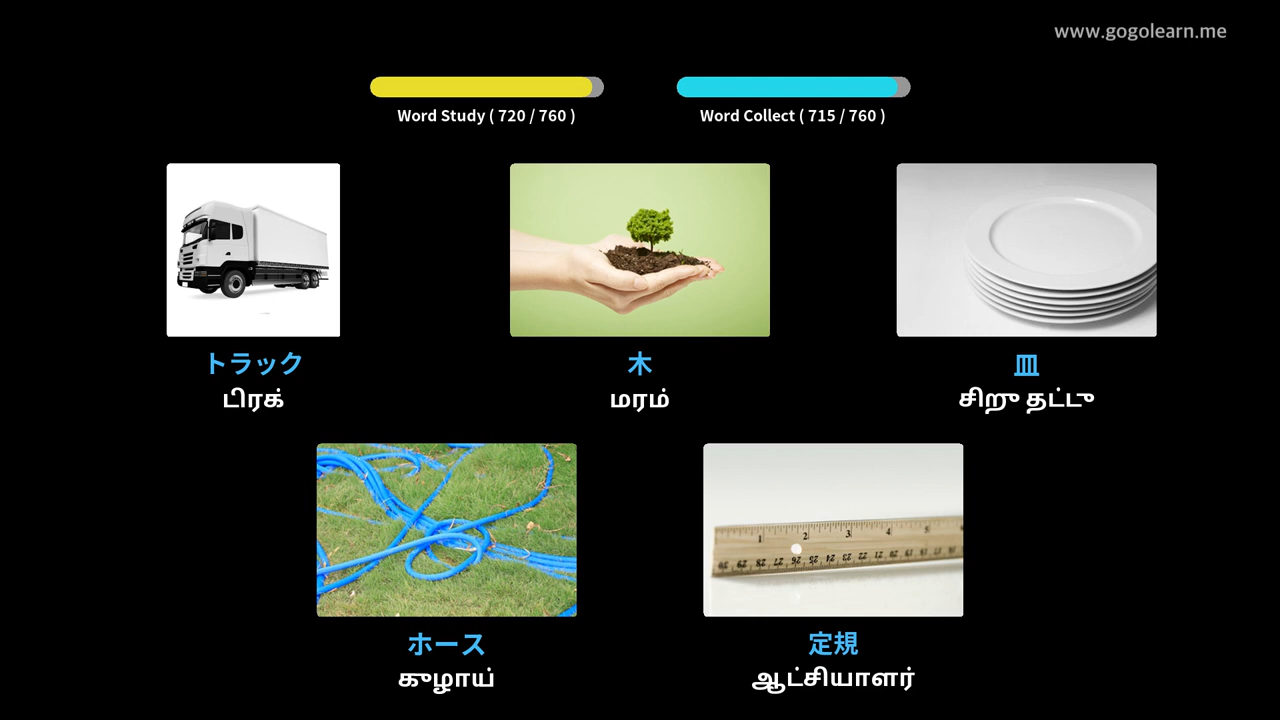 www.gogolearn.me
Word Study ( 720 / 760 )
Word Collect ( 715 / 760 )
トラック
பிரக்
木
மரம்
皿
சிறு தட்டு
ホース
குழாய்
定規
ஆட்சியாளர்